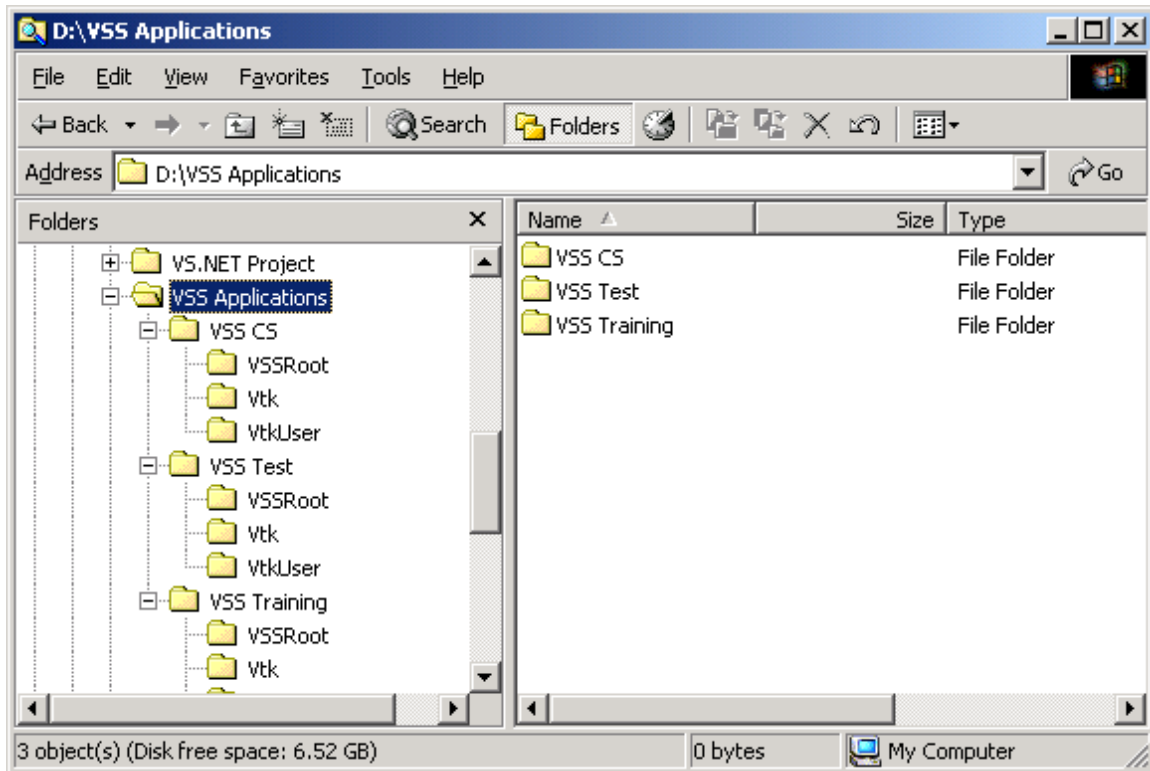 D:\VSS Applications
File Edit View Favorites Tools Help
Back Search Folders
Address D:\VSS Applications Go
Folders
VS.NET Project
VSS Applications
VSS CS
VSSRoot
Vtk
VtkUser
VSS Test
VSSRoot
Vtk
VtkUser
VSS Training
VSSRoot
Vtk
Name Size Type
VSS CS File Folder
VSS Test File Folder
VSS Training File Folder
3 object(s) (Disk free space: 6.52 GB) 0 bytes My Computer